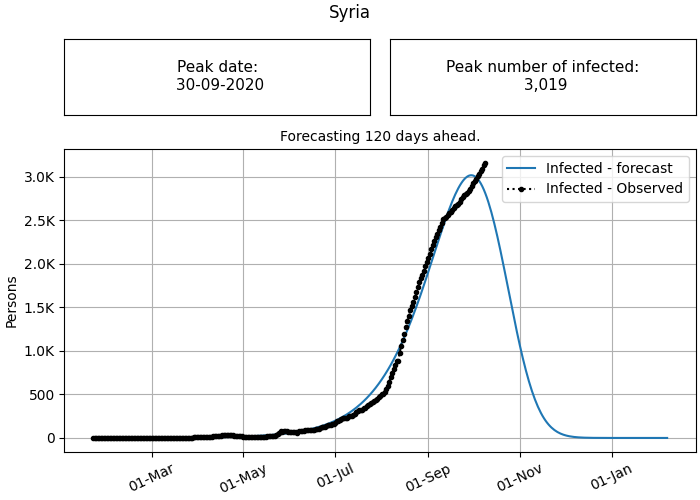 Syria
Peak date:
30-09-2020
Peak number of infected:
3,019
Forecasting 120 days ahead.
Infected - forecast
Infected - Observed
Persons
3.0K
2.5K
2.0K
1.5K
1.0K
500
0
01-Mar
01-May
01-Jul
01-Sep
01-Nov
01-Jan